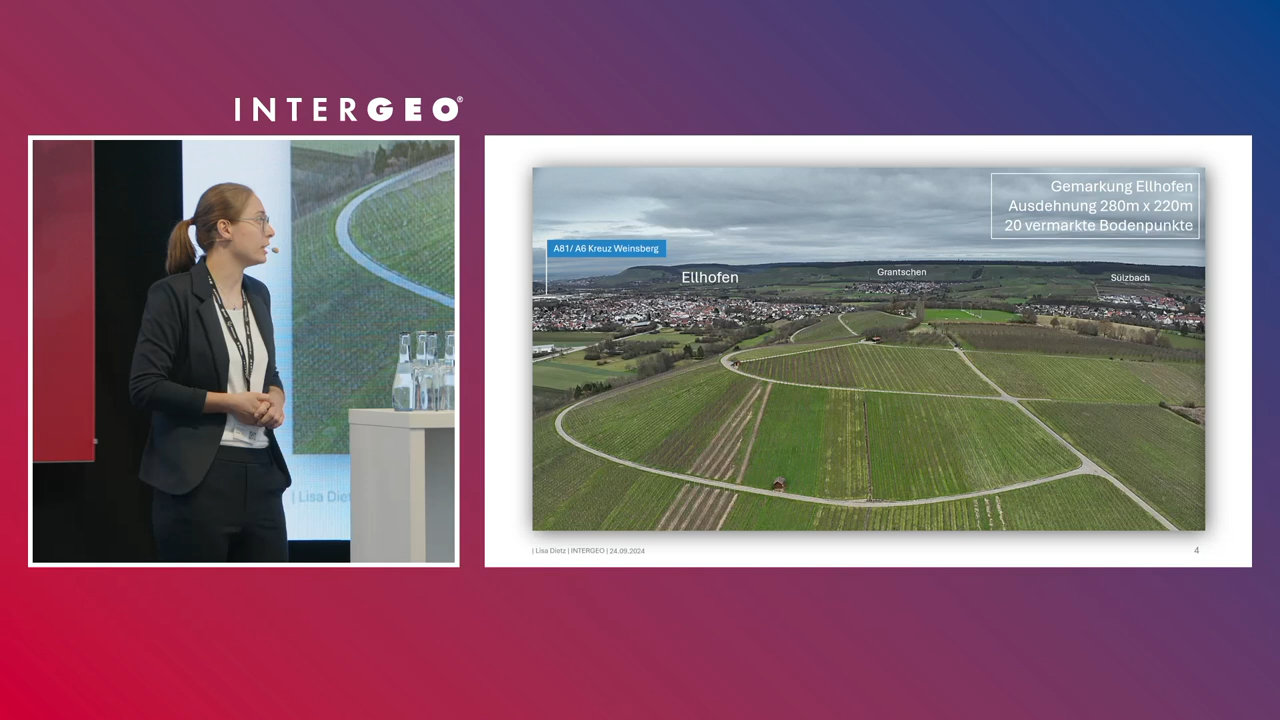 INTERGEO®
Gemarkung Ellhofen
Ausdehnung 280m x 220m
20 vermarkte Bodenpunkte
A81/ A6 Kreuz Weinsberg
Ellhofen
Grantschen
Sülzbach
| Lisa Diet
| Lisa Dietz | INTERGEO | 24.09.2024
4